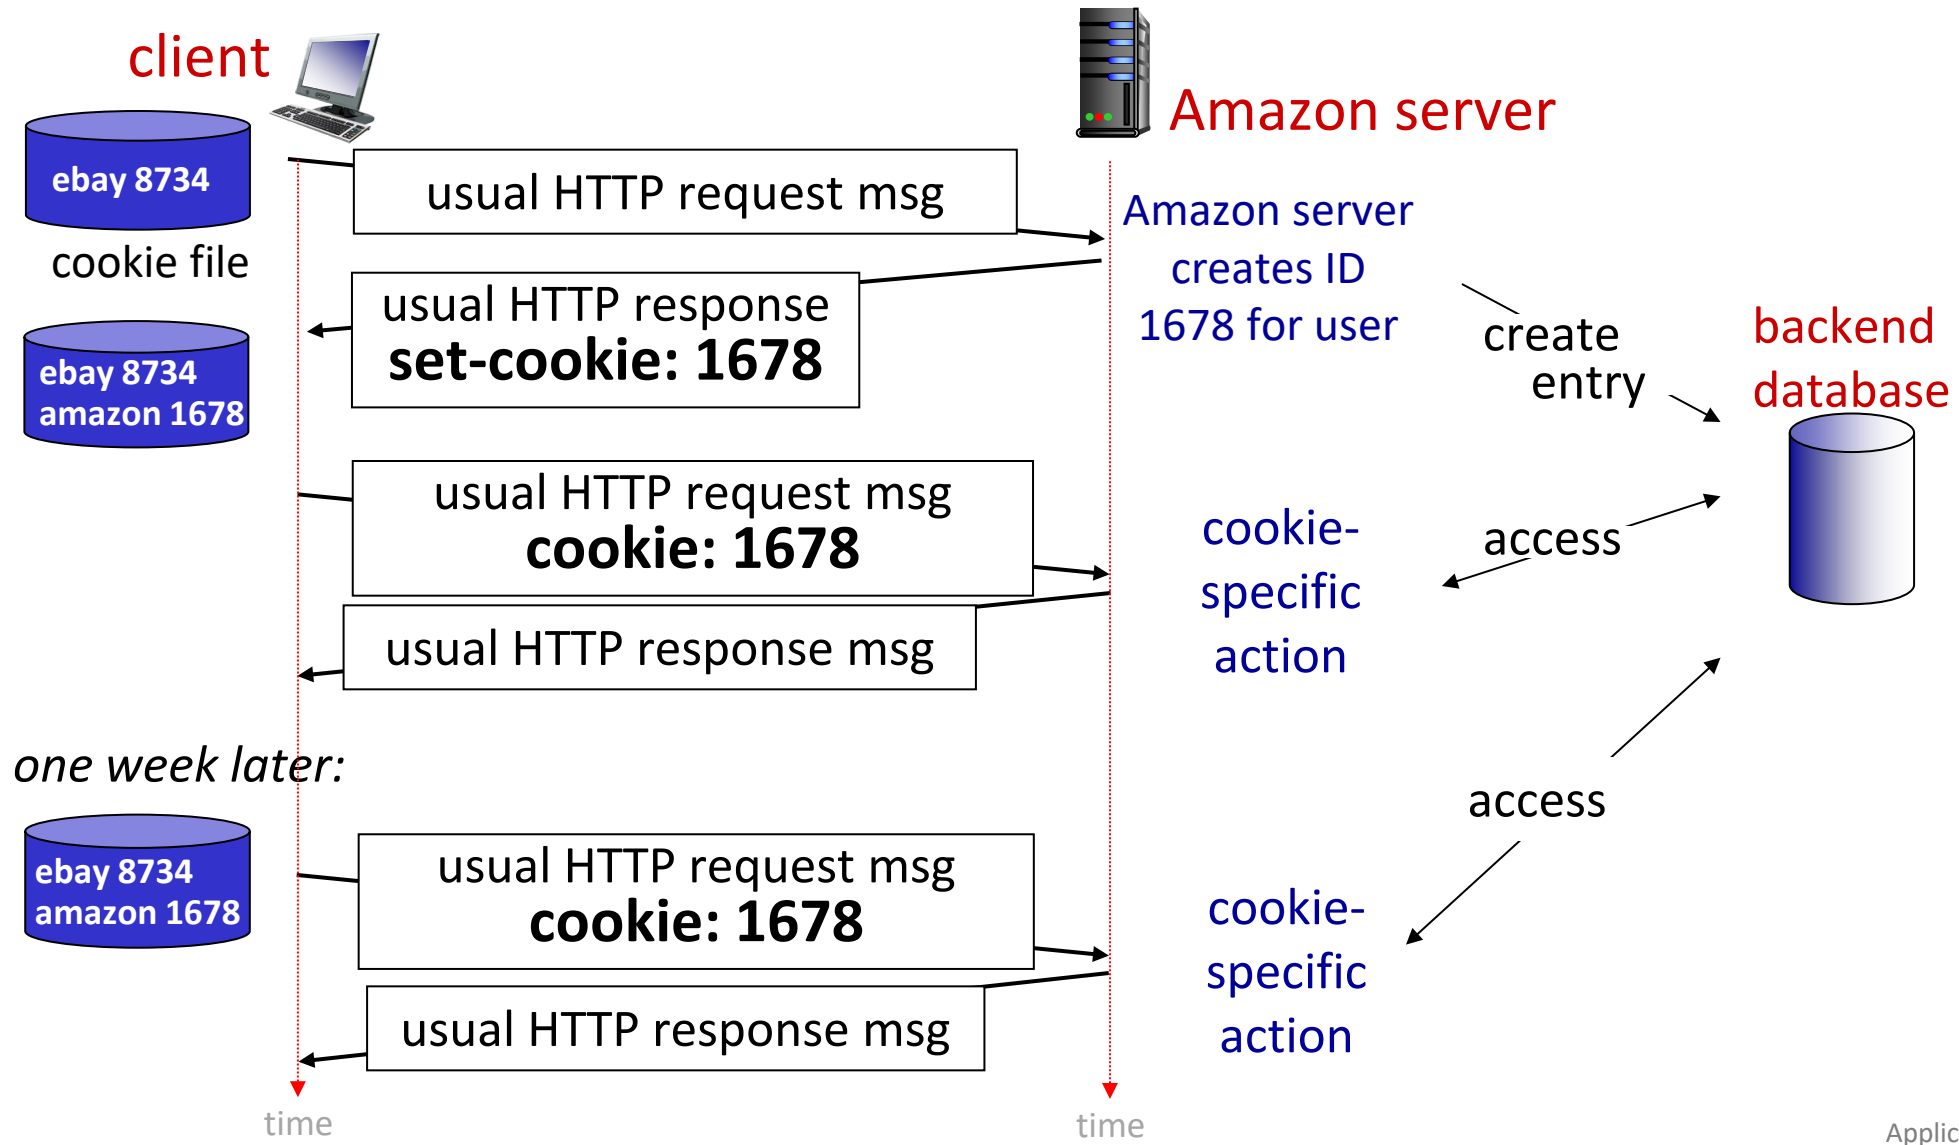 client
Amazon server
ebay 8734
cookie file
usual HTTP request msg
Amazon server
creates ID
1678 for user
usual HTTP response
set-cookie: 1678
create
entry
backend
database
ebay 8734
amazon 1678
usual HTTP request msg
cookie: 1678
cookie-
specific
action
access
usual HTTP response msg
one week later:
access
ebay 8734
amazon 1678
usual HTTP request msg
cookie: 1678
cookie-
specific
action
usual HTTP response msg
time
time
Applic